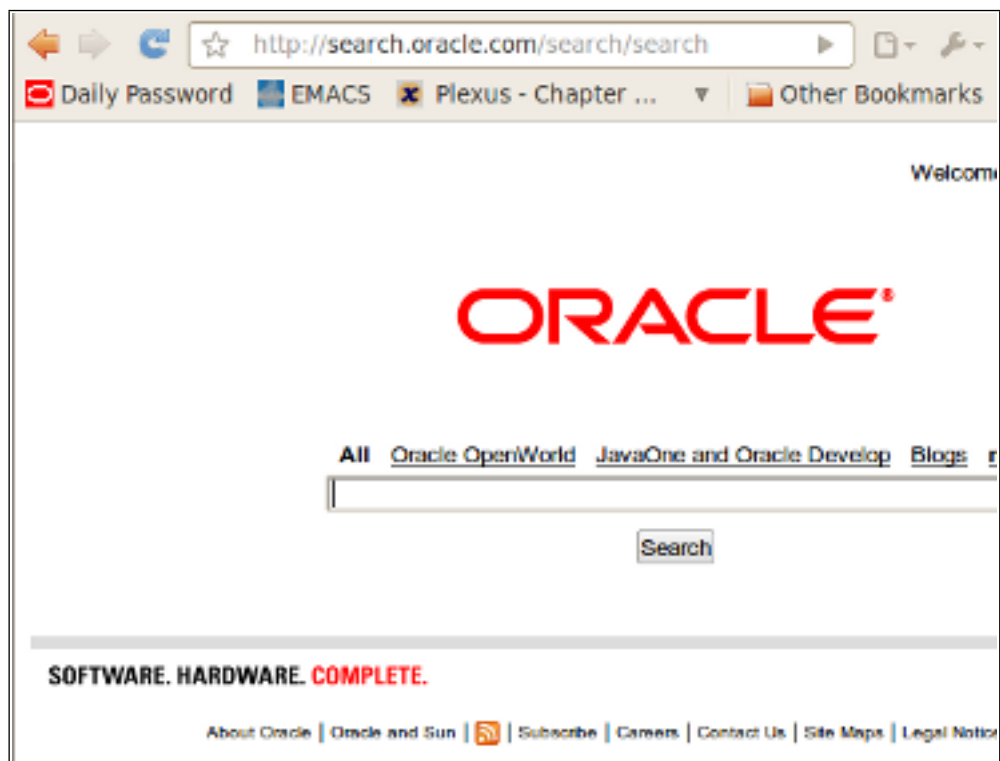 http://search.oracle.com/search/search
Daily Password EMACS Plexus - Chapter ... Other Bookmarks
Welcome
ORACLE®
All Oracle OpenWorld JavaOne and Oracle Develop Blogs
Search
SOFTWARE. HARDWARE. COMPLETE.
About Oracle | Oracle and Sun | | Subscribe | Careers | Contact Us | Site Maps | Legal Notice